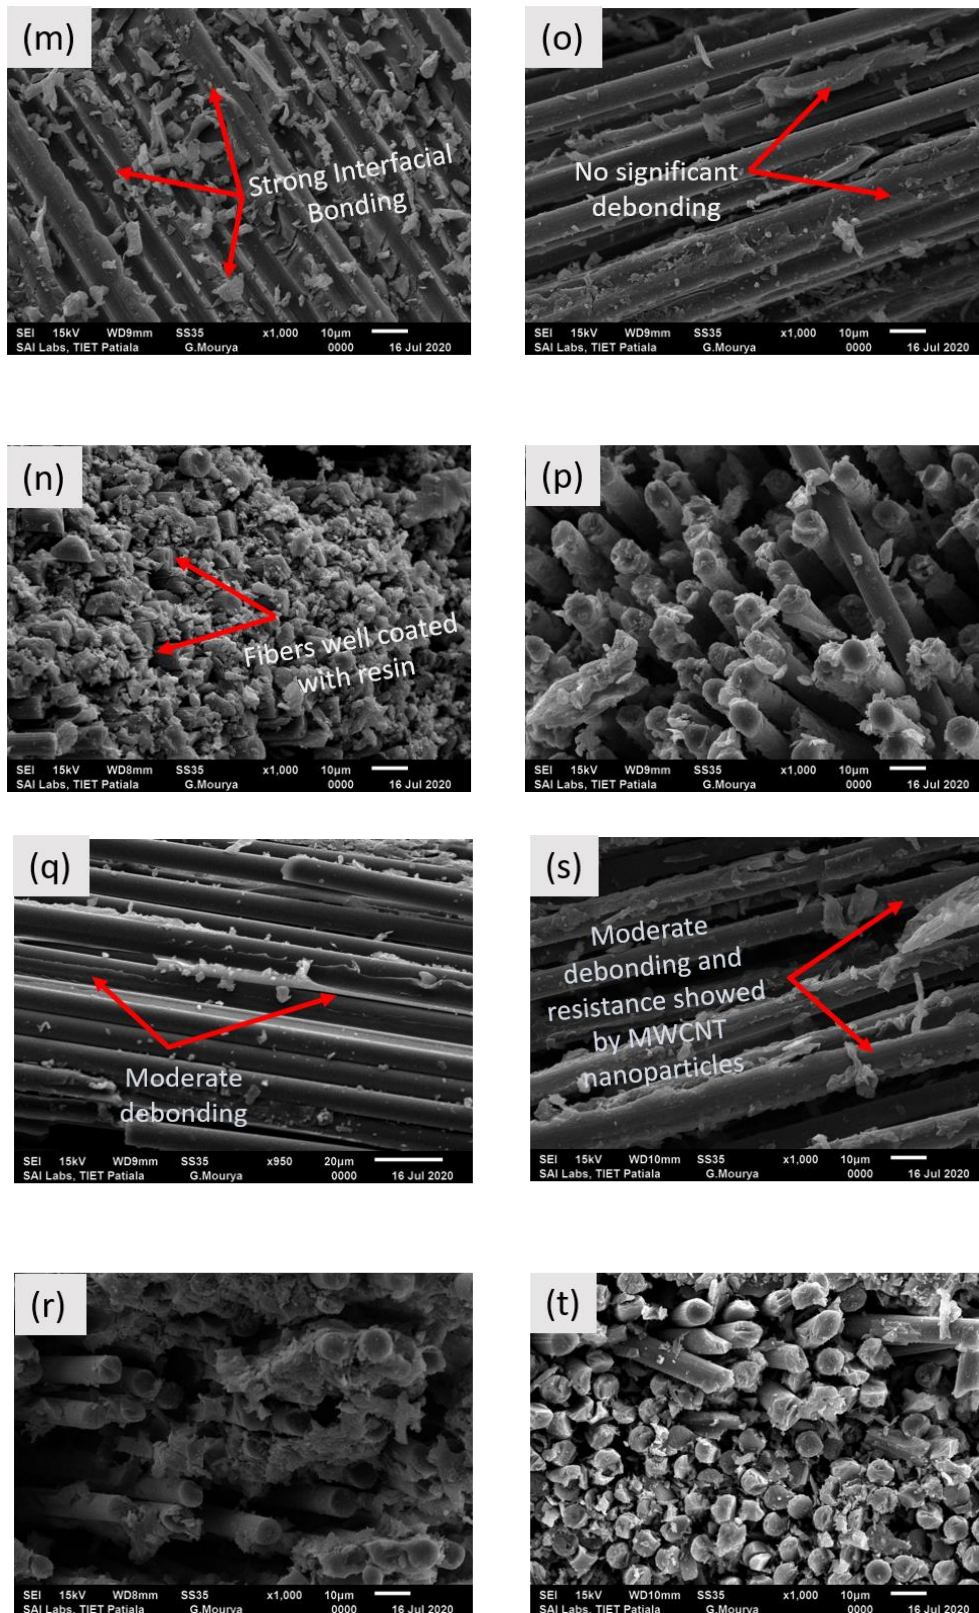 (m)
Strong Interfacial
Bonding
SEI 15kV WD9mm SS35 x1,000 10µm
SAI Labs, TIET Patiala G.Mourya 0000 16 Jul 2020
(o)
No significant
debonding
SEI 15kV WD9mm SS35 x1,000 10µm
SAI Labs, TIET Patiala G.Mourya 0000 16 Jul 2020
(n)
Fibers well coated
with resin
SEI 15kV WD8mm SS35 x1,000 10µm
SAI Labs, TIET Patiala G.Mourya 0000 16 Jul 2020
(p)
SEI 15kV WD9mm SS35 x1,000 10µm
SAI Labs, TIET Patiala G.Mourya 0000 16 Jul 2020
(q)
Moderate
debonding
SEI 15kV WD9mm SS35 x950 20µm
SAI Labs, TIET Patiala G.Mourya 0000 16 Jul 2020
(s)
Moderate
debonding and
resistance showed
by MWCNT
nanoparticles
SEI 15kV WD10mm SS35 x1,000 10µm
SAI Labs, TIET Patiala G.Mourya 0000 16 Jul 2020
(r)
SEI 15kV WD8mm SS35 x1,000 10µm
SAI Labs, TIET Patiala G.Mourya 0000 16 Jul 2020
(t)
SEI 15kV WD10mm SS35 x1,000 10µm
SAI Labs, TIET Patiala G.Mourya 0000 16 Jul 2020